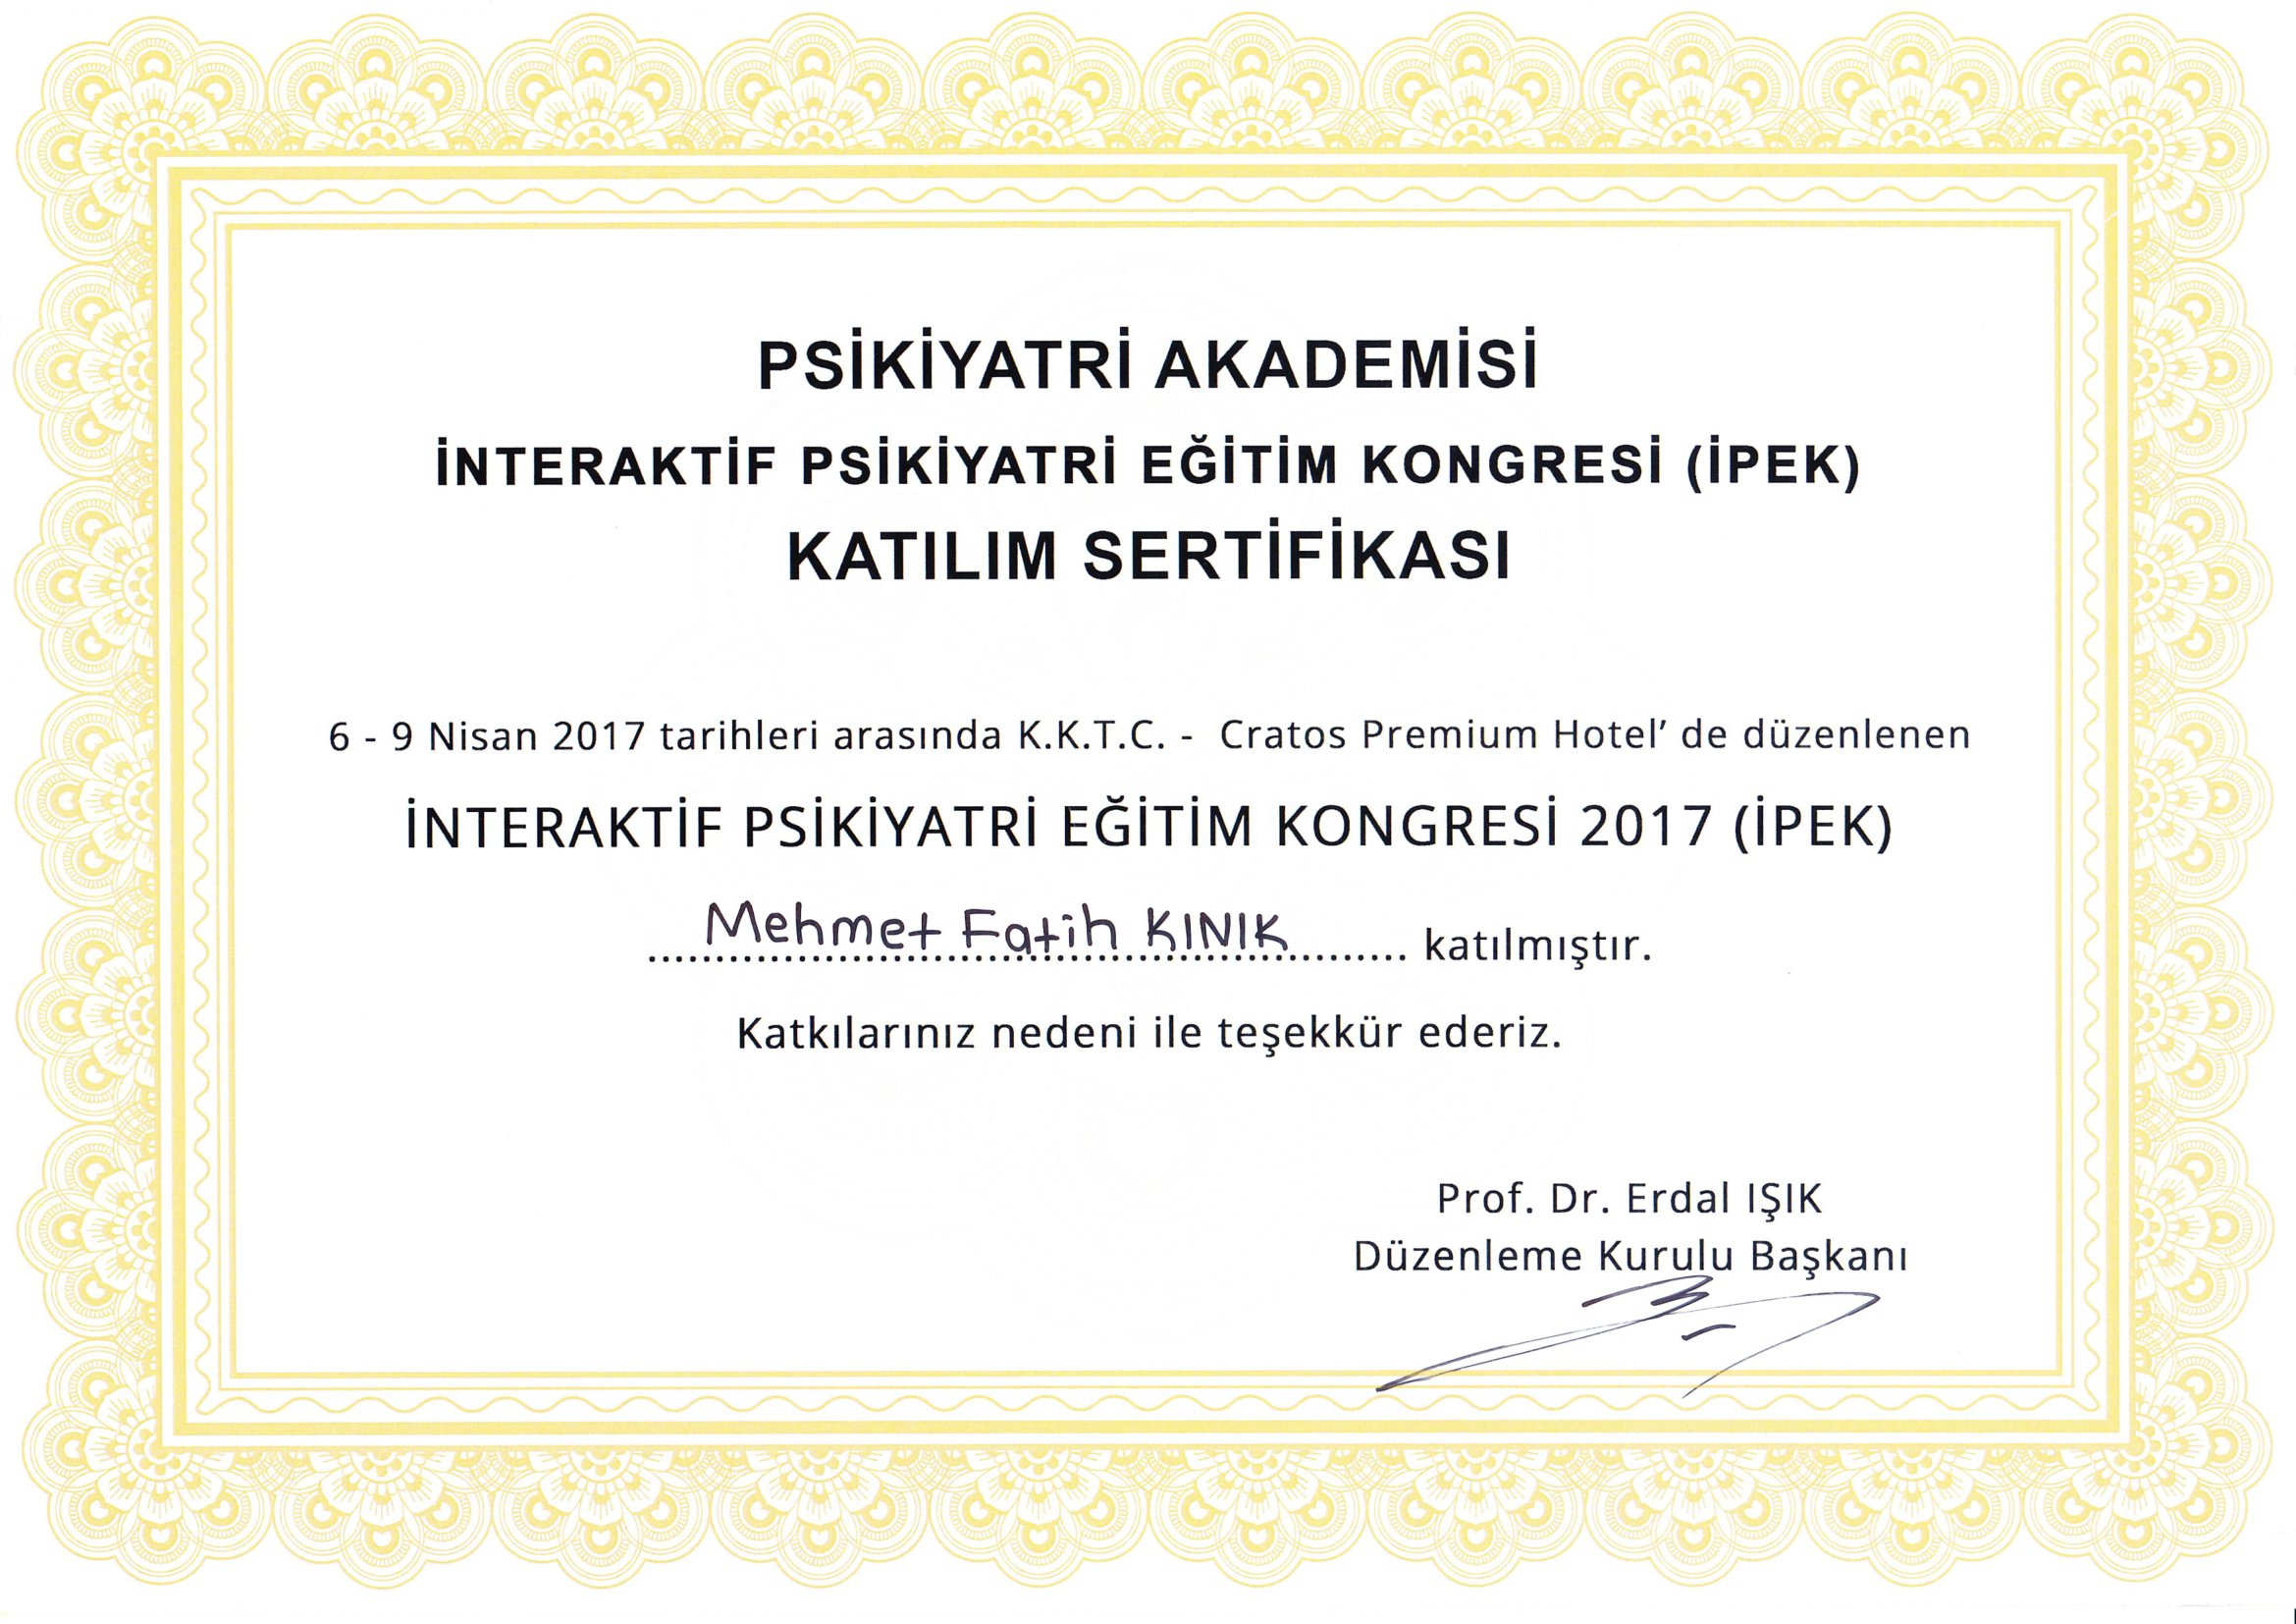 PSİKİYATRİ AKADEMİSİ
İNTERAKTİF PSİKİYATRİ EĞİTİM KONGRESİ (İPEK)
KATILIM SERTİFİKASI
6 - 9 Nisan 2017 tarihleri arasında K.K.T.C. - Cratos Premium Hotel’ de düzenlenen
İNTERAKTİF PSİKİYATRİ EĞİTİM KONGRESİ 2017 (İPEK)
Mehmet Fatih KINIK katılmıştır.
Katkılarınız nedeni ile teşekkür ederiz.
Prof. Dr. Erdal IŞIK
Düzenleme Kurulu Başkanı